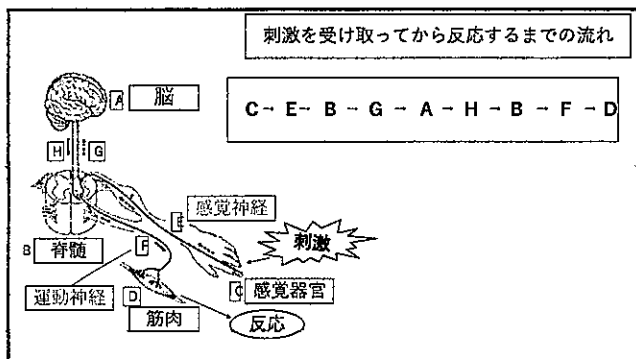 刺激を受け取ってから反応するまでの流れ
C→E→B→G→A→H→B→F→D
A 脳
H G
感覚神経
E
刺激
B 脊髄
F
運動神経
D
C 感覚器官
筋肉
反応